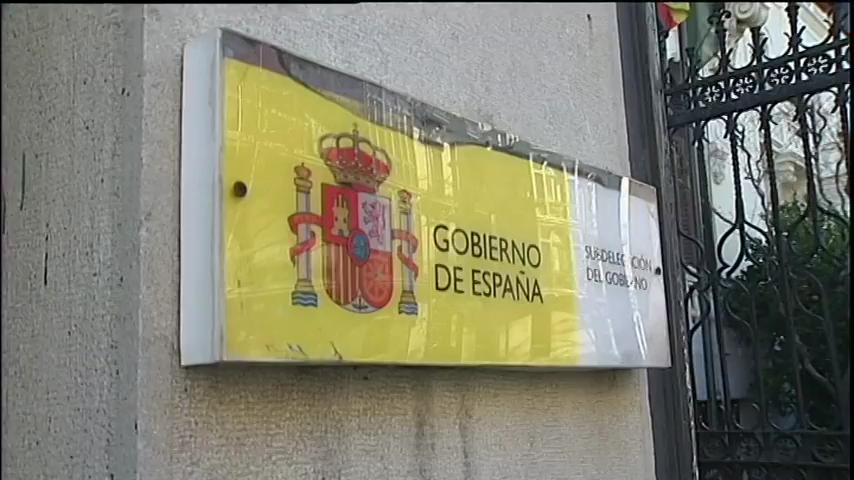 GOBIERNO
DE ESPAÑA
SUBDELEGACIÓN
DEL GOBIERNO